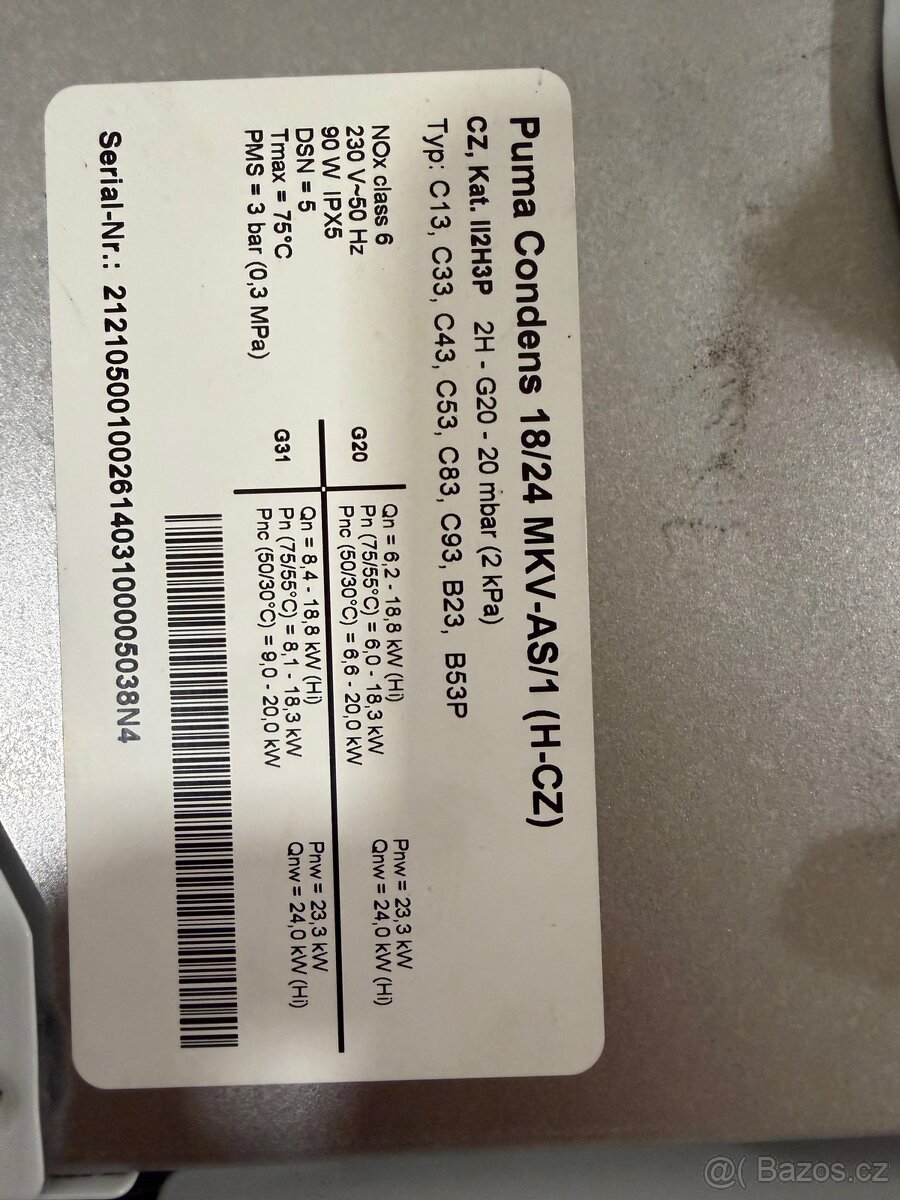 Puma Condens 18/24 MKV-AS/1 (H-CZ)
CZ, Kat. II2H3P 2H - G20 - 20 mbar (2 kPa)
Typ: C13, C33, C43, C53, C83, C93, B23, B53P
NOx class 6
230 V~50 Hz
90 W IPX5
DSN = 5
Tmax = 75°C
PMS = 3 bar (0,3 MPa)
G20
Qn = 6,2 - 18,8 kW (Hi)
Pn (75/55°C) = 6,0 - 18,3 kW
Pnc (50/30°C) = 6,6 - 20,0 kW
Pnw = 23,3 kW
Qnw = 24,0 kW (Hi)
G31
Qn = 8,4 - 18,8 kW (Hi)
Pn (75/55°C) = 8,1 - 18,3 kW
Pnc (50/30°C) = 9,0 - 20,0 kW
Pnw = 23,3 kW
Qnw = 24,0 kW (Hi)
Serial-Nr.: 21210500100261403100005038N4
@( Bazos.cz